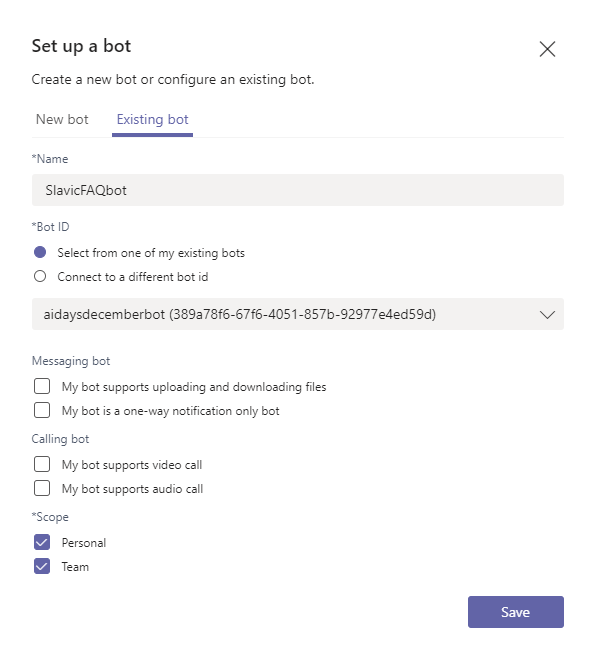 Set up a bot
Create a new bot or configure an existing bot.
New bot Existing bot
*Name
SlavicFAQbot
*Bot ID
Select from one of my existing bots
Connect to a different bot id
aidaysdecemberbot (389a78f6-67f6-4051-857b-92977e4ed59d)
Messaging bot
My bot supports uploading and downloading files
My bot is a one-way notification only bot
Calling bot
My bot supports video call
My bot supports audio call
*Scope
Personal
Team
Save